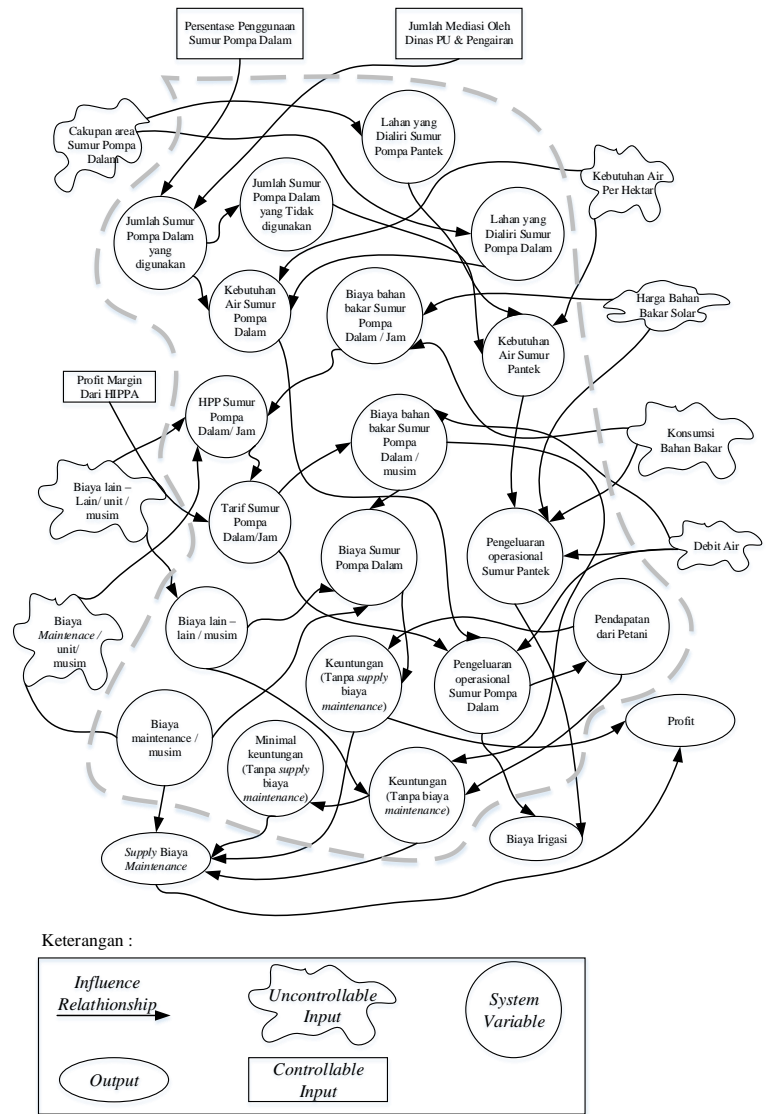 Persentase Penggunaan
Sumur Pompa Dalam
Jumlah Mediasi Oleh
Dinas PU & Pengairan
Cakupan area
Sumur Pompa
Dalam
Lahan yang
Dialiri Sumur
Pompa Pantek
Kebutuhan Air
Per Hektar
Jumlah Sumur
Pompa Dalam
yang Tidak
digunakan
Jumlah Sumur
Pompa Dalam
yang
digunakan
Lahan yang
Dialiri Sumur
Pompa Dalam
Kebutuhan
Air Sumur
Pompa
Dalam
Biaya bahan
bakar Sumur
Pompa
Dalam / Jam
Harga Bahan
Bakar Solar
Kebutuhan
Air Sumur
Pantek
Profit Margin
Dari HIPPA
HPP Sumur
Pompa
Dalam/ Jam
Biaya bahan
bakar Sumur
Pompa
Dalam /
musim
Konsumsi
Bahan Bakar
Biaya lain –
Lain/ unit /
musim
Tarif Sumur
Pompa
Dalam/Jam
Biaya Sumur
Pompa Dalam
Pengeluaran
operasional
Sumur Pantek
Debit Air
Biaya
Maintenace /
unit/
musim
Biaya lain –
lain / musim
Keuntungan
(Tanpa supply
biaya
maintenance)
Pengeluaran
operasional
Sumur Pompa
Dalam
Pendapatan
dari Petani
Biaya
maintenance /
musim
Minimal
keuntungan
(Tanpa supply
biaya
maintenance)
Keuntungan
(Tanpa biaya
maintenance)
Profit
Supply Biaya
Maintenance
Biaya Irigasi
Keterangan :
Influence
Relathionship
Uncontrollable
Input
System
Variable
Output
Controllable
Input